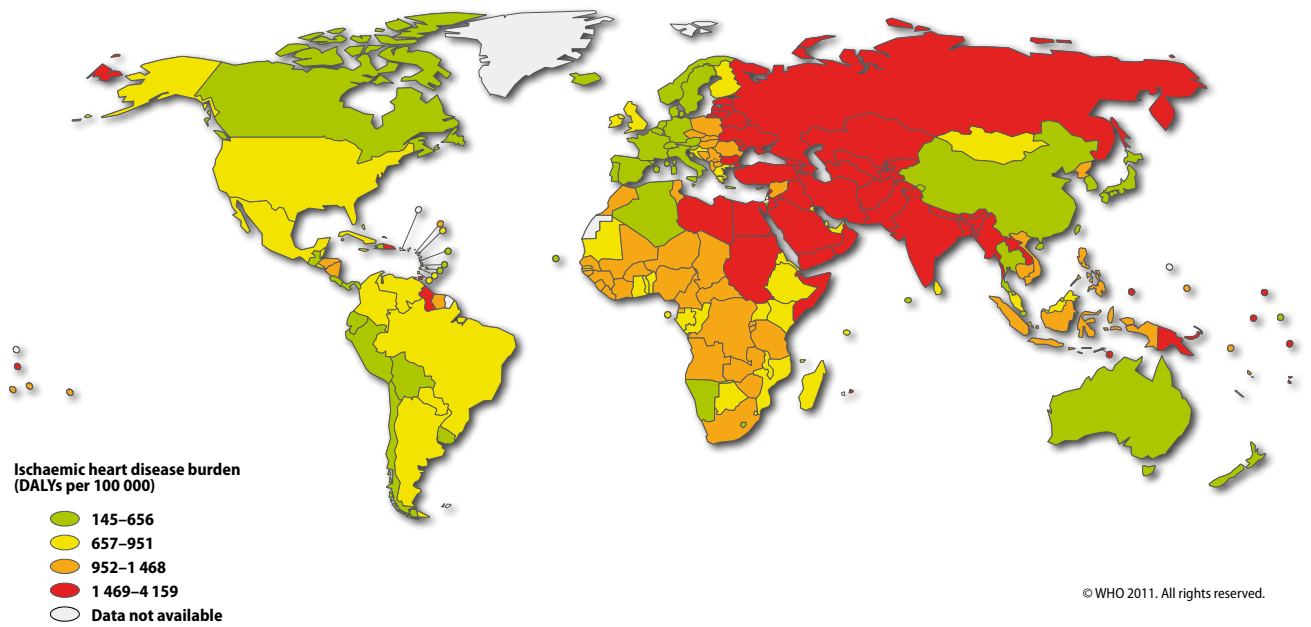 Ischaemic heart disease burden
(DALYs per 100 000)
145–656
657–951
952–1 468
1 469–4 159
Data not available
© WHO 2011. All rights reserved.